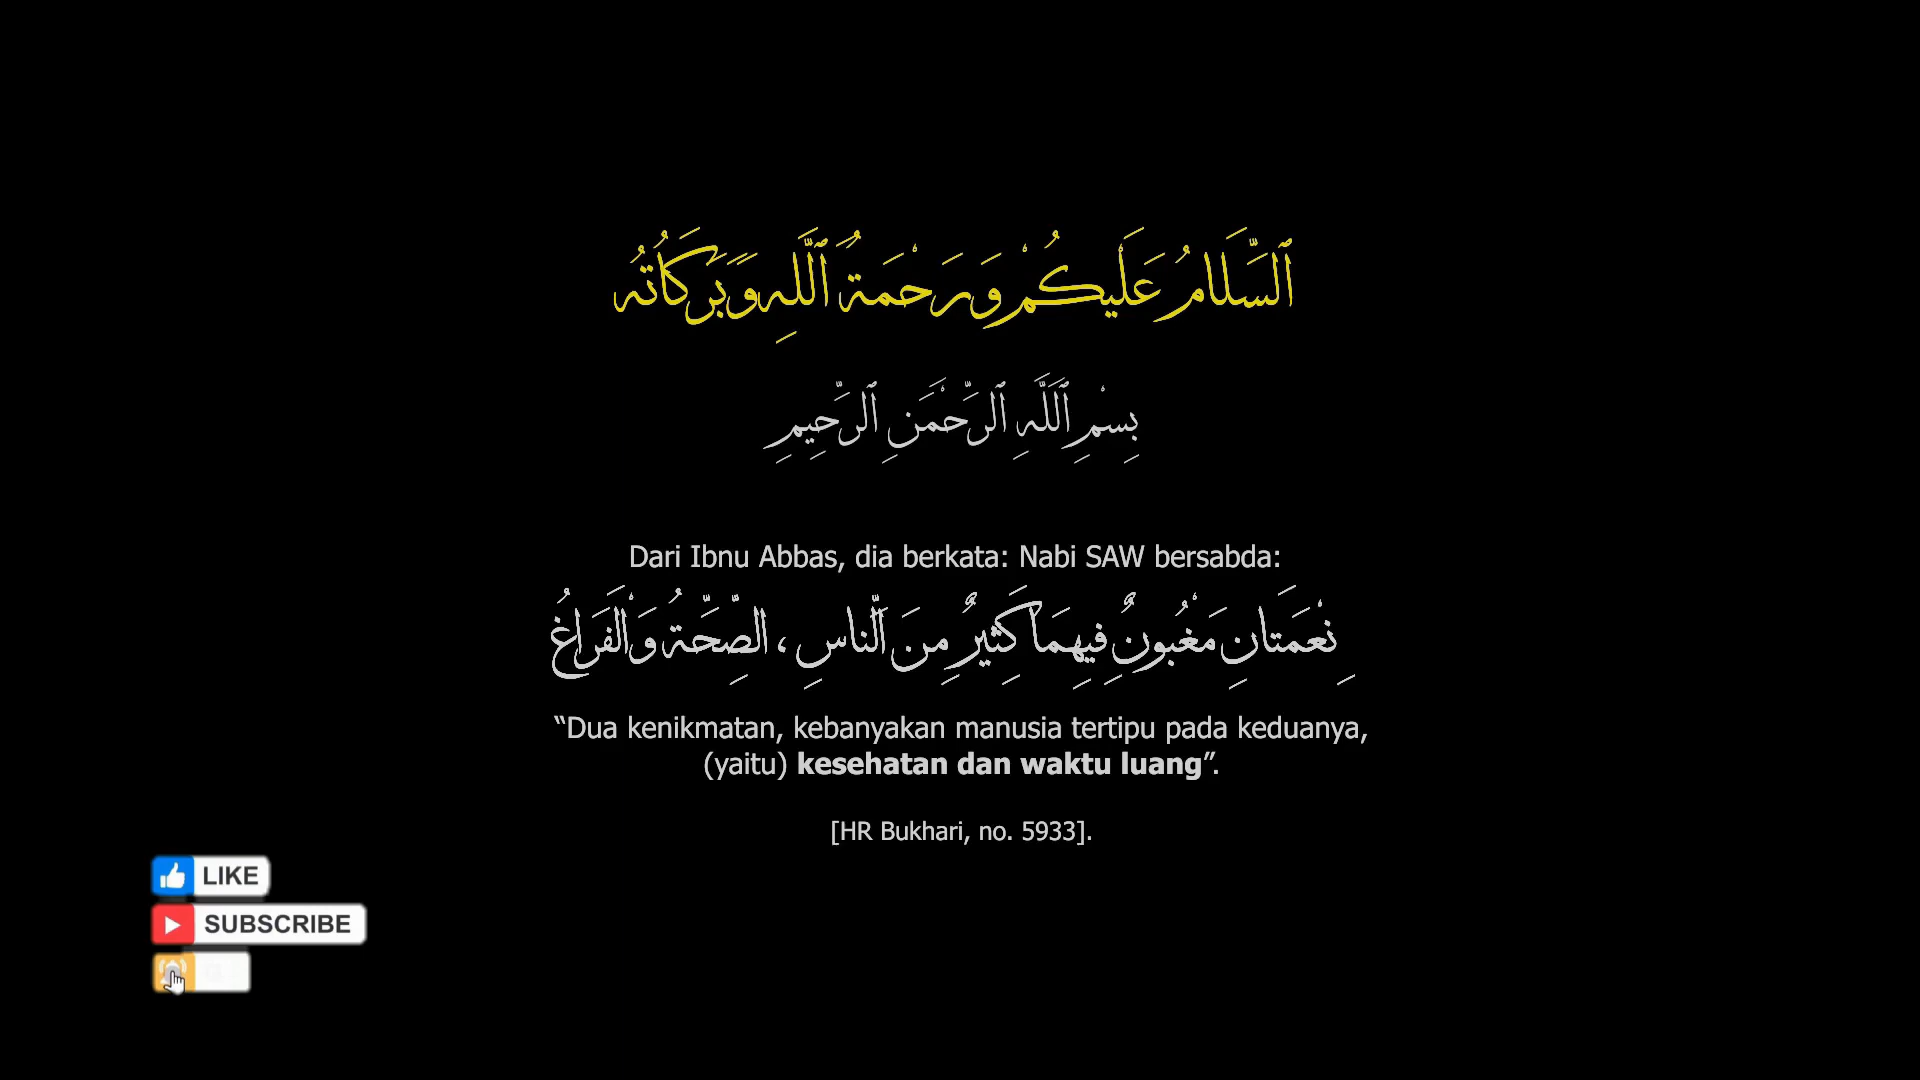 ٱلسَّلَامُ عَلَيْكُمْ وَرَحْمَةُ ٱللَّهِ وَبَرَكَاتُهُ
بِسْمِ ٱللَّهِ ٱلرَّحْمَٰنِ ٱلرَّحِيمِ
Dari Ibnu Abbas, dia berkata: Nabi SAW bersabda:
نِعْمَتَانِ مَغْبُونٌ فِيهِمَا كَثِيرٌ مِنَ النَّاسِ ، الصِّحَّةُ وَالْفَرَاغُ
“Dua kenikmatan, kebanyakan manusia tertipu pada keduanya,
(yaitu) kesehatan dan waktu luang”.
[HR Bukhari, no. 5933].
LIKE
SUBSCRIBE